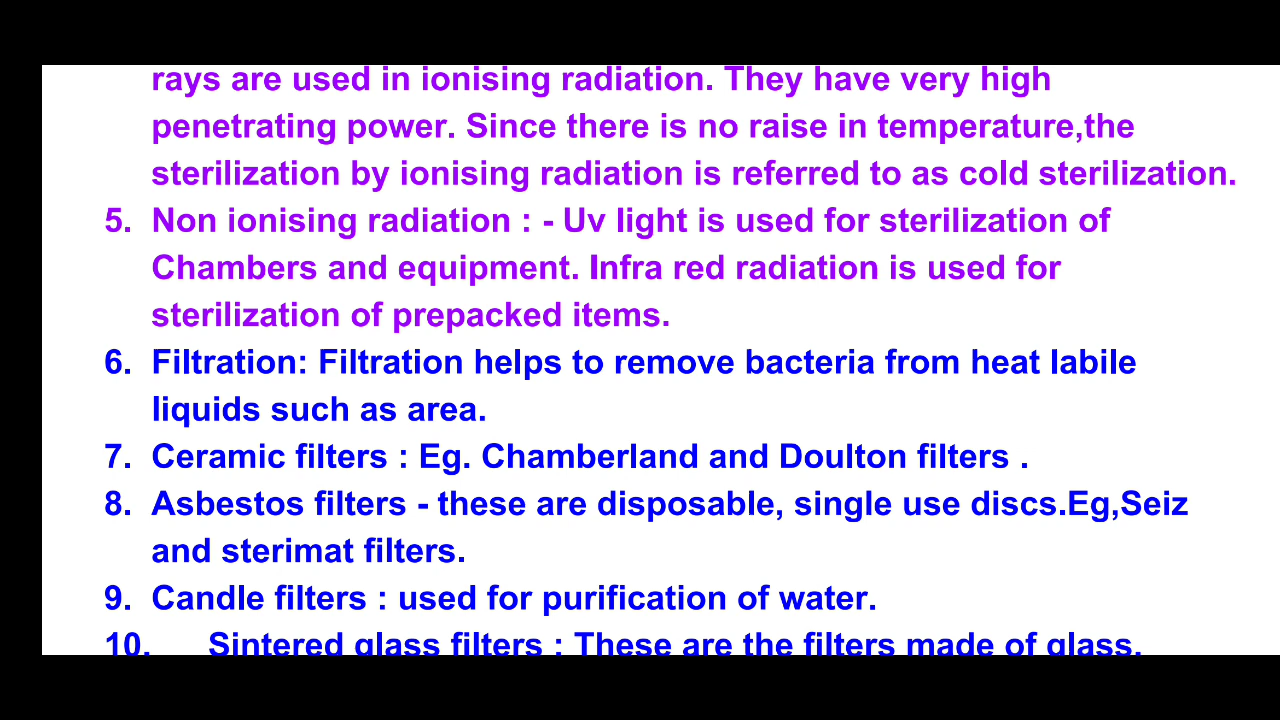 rays are used in ionising radiation. They have very high
penetrating power. Since there is no raise in temperature,the
sterilization by ionising radiation is referred to as cold sterilization.
5. Non ionising radiation : - Uv light is used for sterilization of
Chambers and equipment. Infra red radiation is used for
sterilization of prepacked items.
6. Filtration: Filtration helps to remove bacteria from heat labile
liquids such as area.
7. Ceramic filters : Eg. Chamberland and Doulton filters .
8. Asbestos filters - these are disposable, single use discs.Eg,Seiz
and sterimat filters.
9. Candle filters : used for purification of water.
10. Sintered glass filters : These are the filters made of glass.